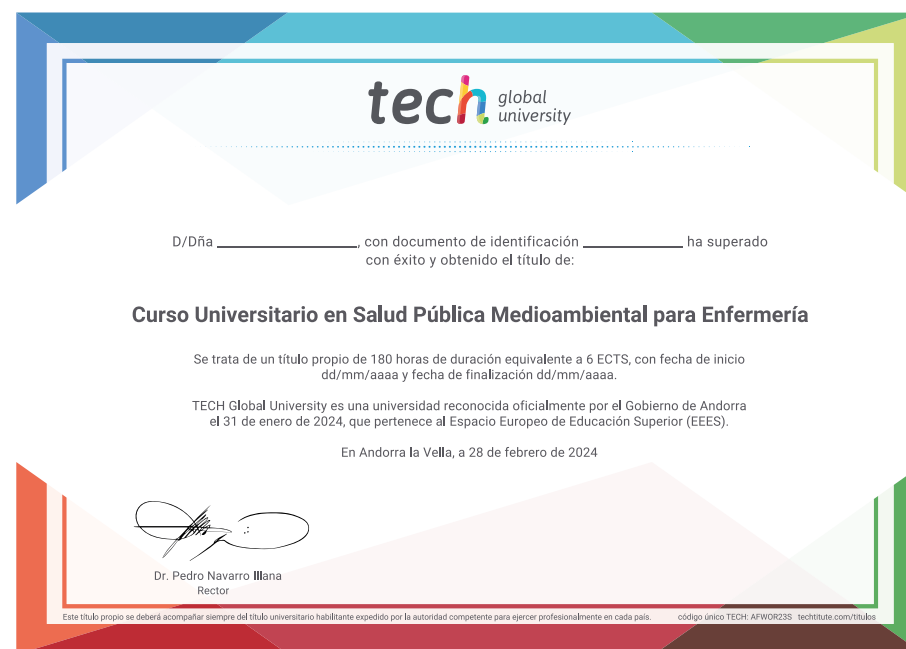 tech global
university
D/Dña ________________, con documento de identificación ____________ ha superado
con éxito y obtenido el título de:
Curso Universitario en Salud Pública Medioambiental para Enfermería
Se trata de un título propio de 180 horas de duración equivalente a 6 ECTS, con fecha de inicio
dd/mm/aaaa y fecha de finalización dd/mm/aaaa.
TECH Global University es una universidad reconocida oficialmente por el Gobierno de Andorra
el 31 de enero de 2024, que pertenece al Espacio Europeo de Educación Superior (EEES).
En Andorra la Vella, a 28 de febrero de 2024
Dr. Pedro Navarro Illana
Rector
Este título propio se deberá acompañar siempre del título universitario habilitante expedido por la autoridad competente para ejercer profesionalmente en cada país. código único TECH: AFWOR23S techtitute.com/titulos